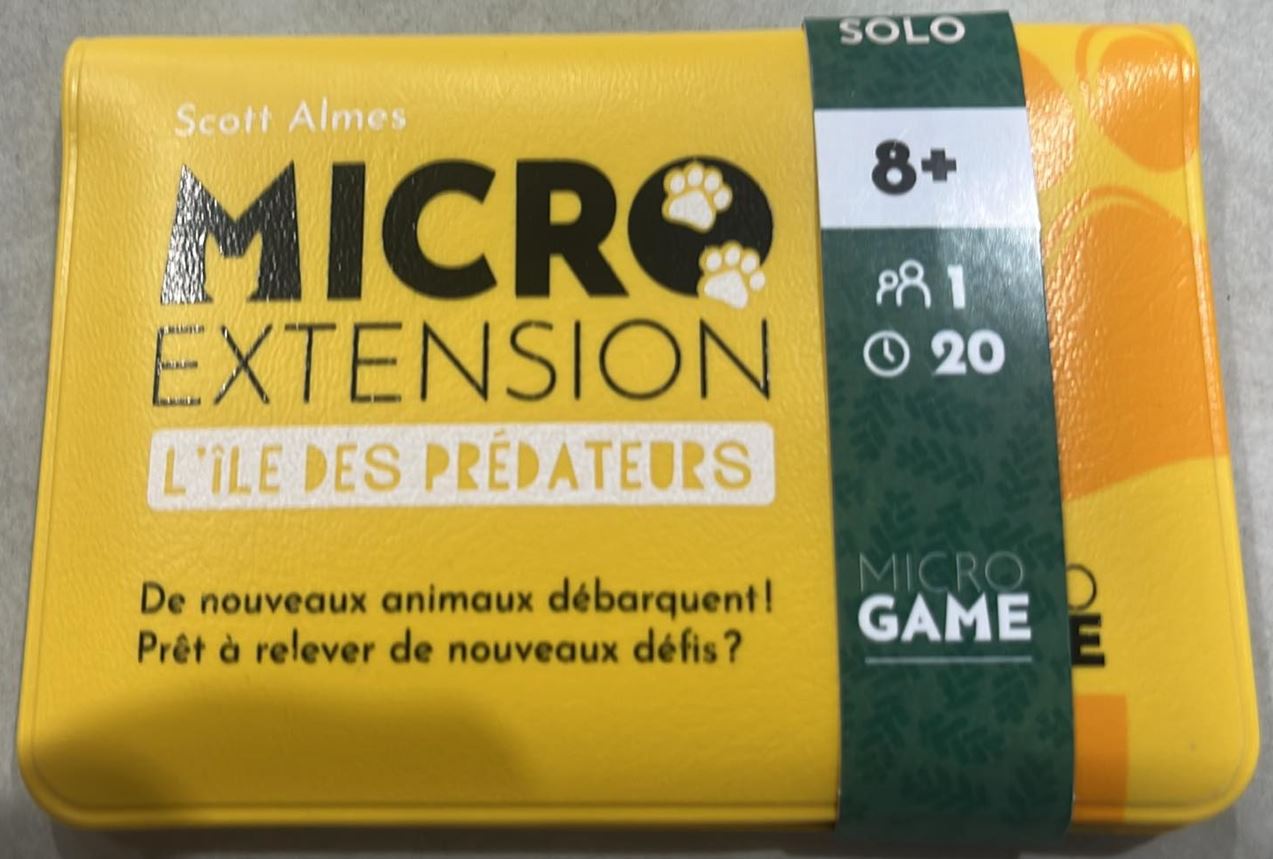 Scott Almes
MICRO
EXTENSION
L'ÎLE DES PRÉDATEURS
De nouveaux animaux débarquent!
Prêt à relever de nouveaux défis?
SOLO
8+
1
20
MICRO
GAME